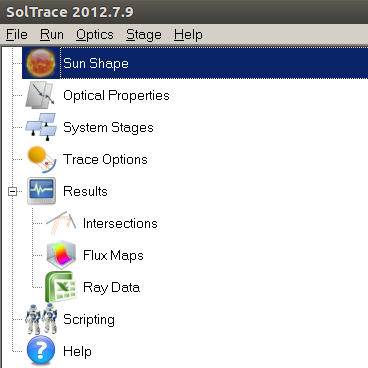 SolTrace 2012.7.9
File Run Optics Stage Help
Sun Shape
Optical Properties
System Stages
Trace Options
Results
Intersections
Flux Maps
Ray Data
Scripting
Help